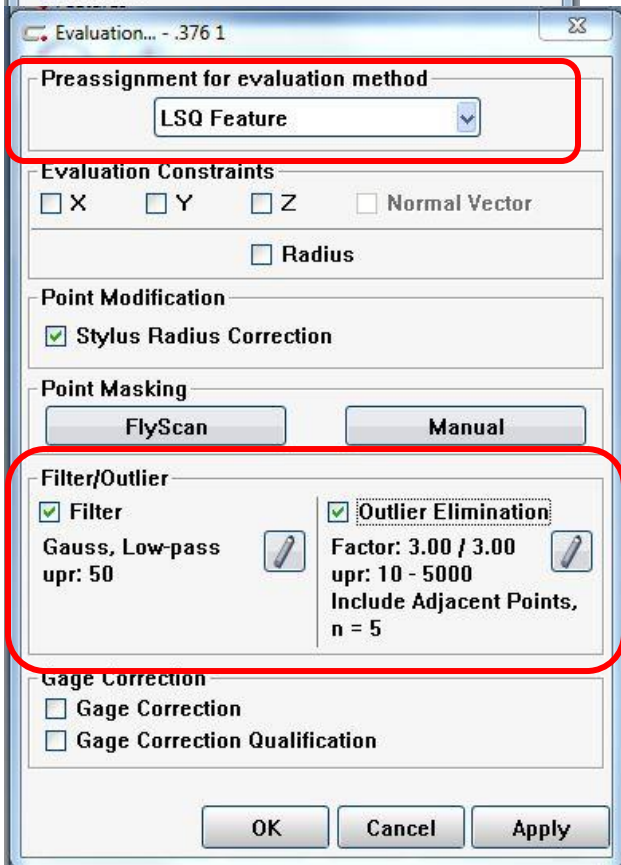 Evaluation... - .376 1
Preassignment for evaluation method
LSQ Feature
Evaluation Constraints
X Y Z Normal Vector
Radius
Point Modification
Stylus Radius Correction
Point Masking
FlyScan Manual
Filter/Outlier
Filter
Gauss, Low-pass
upr: 50
Outlier Elimination
Factor: 3.00 / 3.00
upr: 10 - 5000
Include Adjacent Points,
n = 5
Gage Correction
Gage Correction
Gage Correction Qualification
OK Cancel Apply